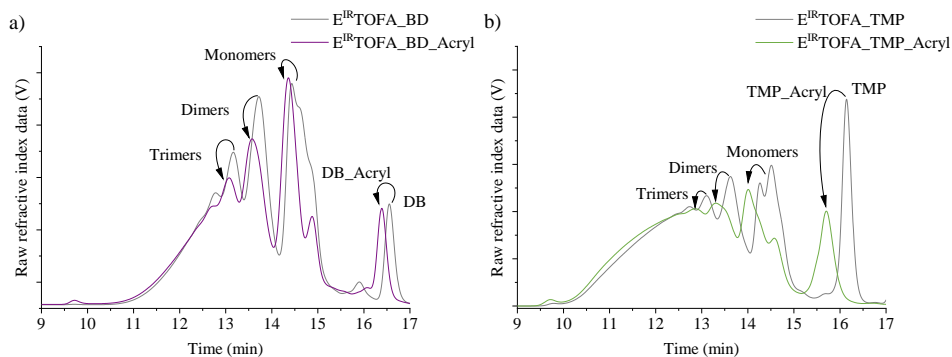 a)
E^IRTOFA_BD
E^IRTOFA_BD_Acryl
Monomers
Dimers
Trimers
DB_Acryl
DB
Raw refractive index data (V)
9 10 11 12 13 14 15 16 17
Time (min)
b)
E^IRTOFA_TMP
E^IRTOFA_TMP_Acryl
TMP_Acryl
TMP
Monomers
Dimers
Trimers
Raw refractive index data (V)
9 10 11 12 13 14 15 16 17
Time (min)